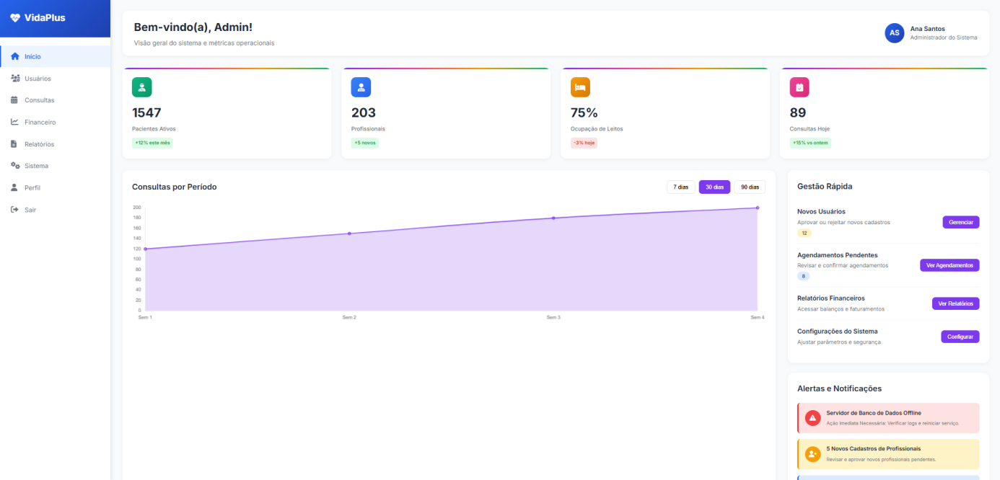 VidaPlus
Início
Usuários
Consultas
Financeiro
Relatórios
Sistema
Perfil
Sair
Bem-vindo(a), Admin!
Visão geral do sistema e métricas operacionais
AS
Ana Santos
Administrador do Sistema
1547
Pacientes Ativos
+12% este mês
203
Profissionais
+5 novos
75%
Ocupação de Leitos
-3% hoje
89
Consultas Hoje
+15% vs ontem
Consultas por Período
7 dias
30 dias
90 dias
200
180
160
140
120
100
80
60
40
20
0
Sem 1
Sem 2
Sem 3
Sem 4
Gestão Rápida
Novos Usuários
Aprovar ou rejeitar novos cadastros
12
Gerenciar
Agendamentos Pendentes
Revisar e confirmar agendamentos
8
Ver Agendamentos
Relatórios Financeiros
Acessar balanços e faturamentos
Ver Relatórios
Configurações do Sistema
Ajustar parâmetros e segurança
Configurar
Alertas e Notificações
Servidor de Banco de Dados Offline
Ação Imediata Necessária: Verificar logs e reiniciar serviço.
5 Novos Cadastros de Profissionais
Revisar e aprovar novos profissionais pendentes.